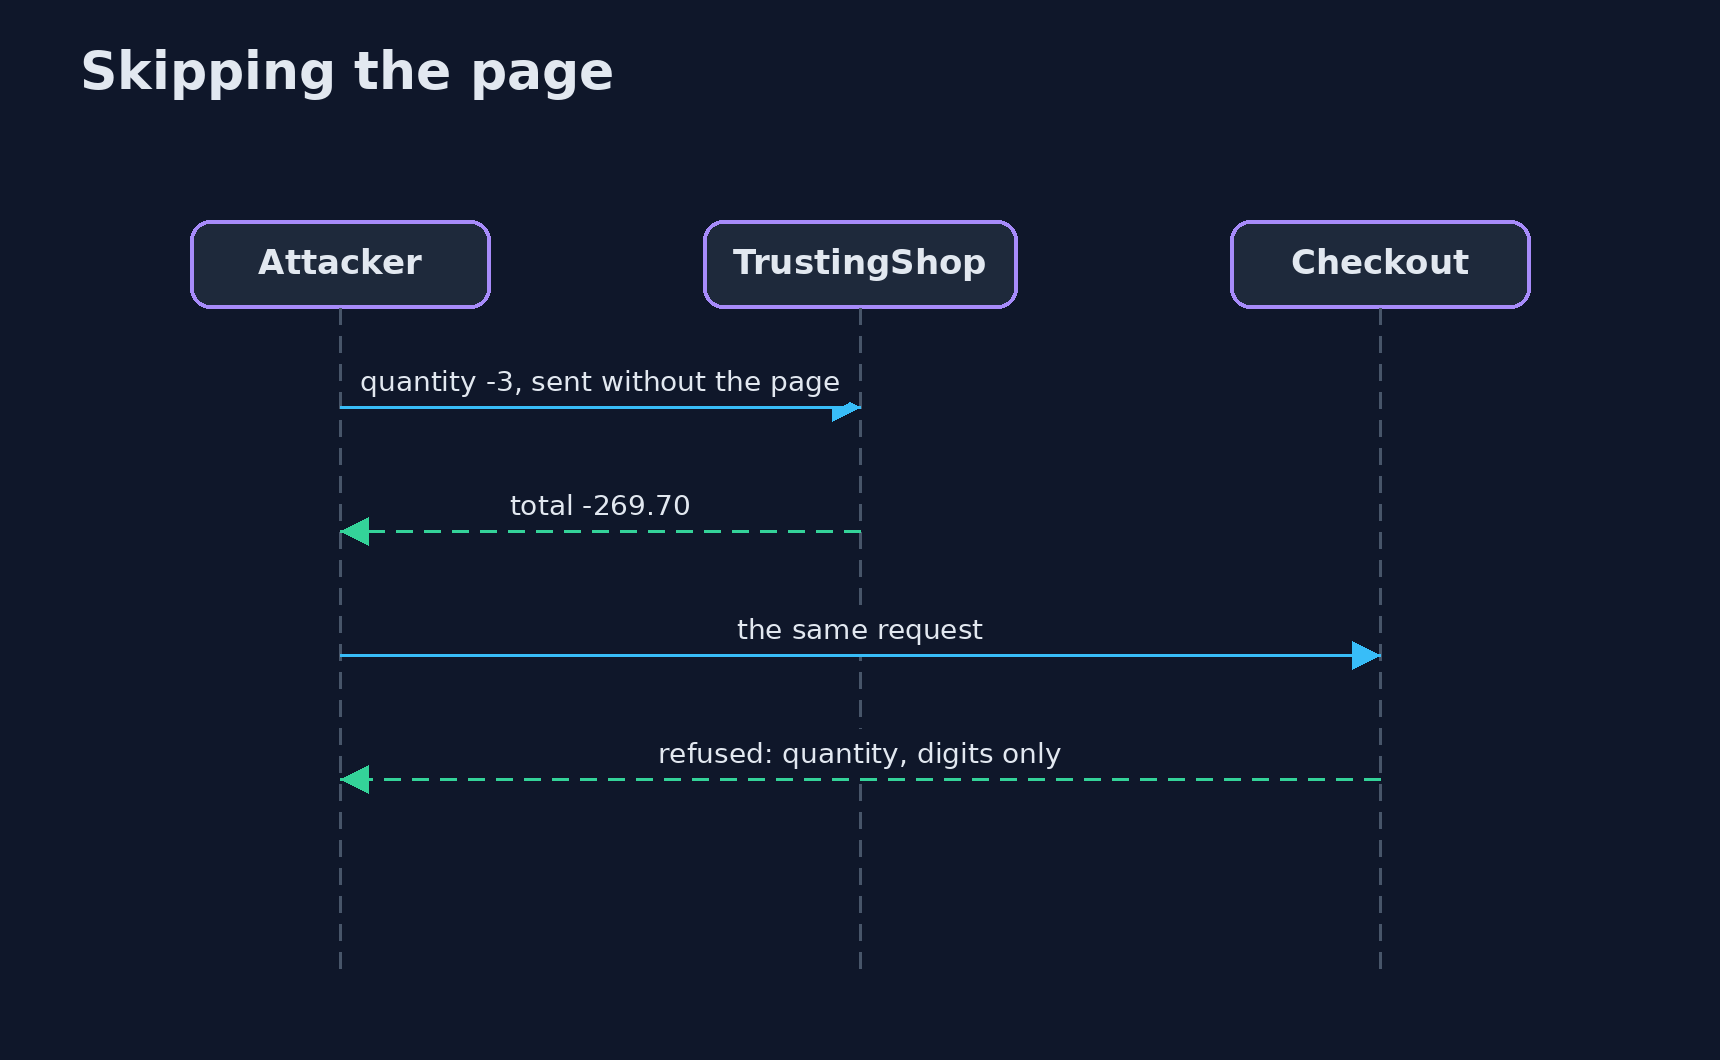 Skipping the page
Attacker
TrustingShop
Checkout
quantity -3, sent without the page
total -269.70
the same request
refused: quantity, digits only